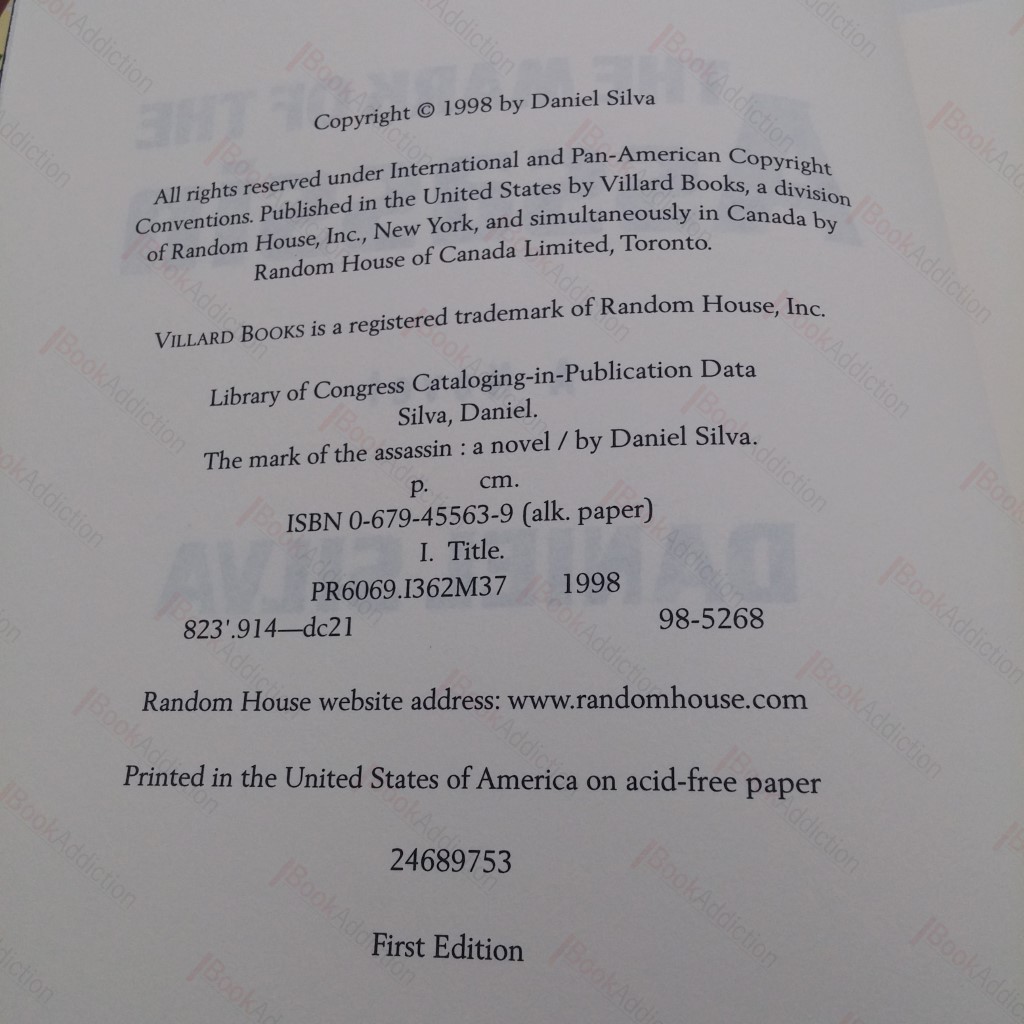 Copyright © 1998 by Daniel Silva
All rights reserved under International and Pan-American Copyright
Conventions. Published in the United States by Villard Books, a division
of Random House, Inc., New York, and simultaneously in Canada by
Random House of Canada Limited, Toronto.
VILLARD BOOKS is a registered trademark of Random House, Inc.
Library of Congress Cataloging-in-Publication Data
Silva, Daniel.
The mark of the assassin : a novel / by Daniel Silva.
p. cm.
ISBN 0-679-45563-9 (alk. paper)
I. Title.
PR6069.I362M37 1998
823'.914—dc21 98-5268
Random House website address: www.randomhouse.com
Printed in the United States of America on acid-free paper
24689753
First Edition